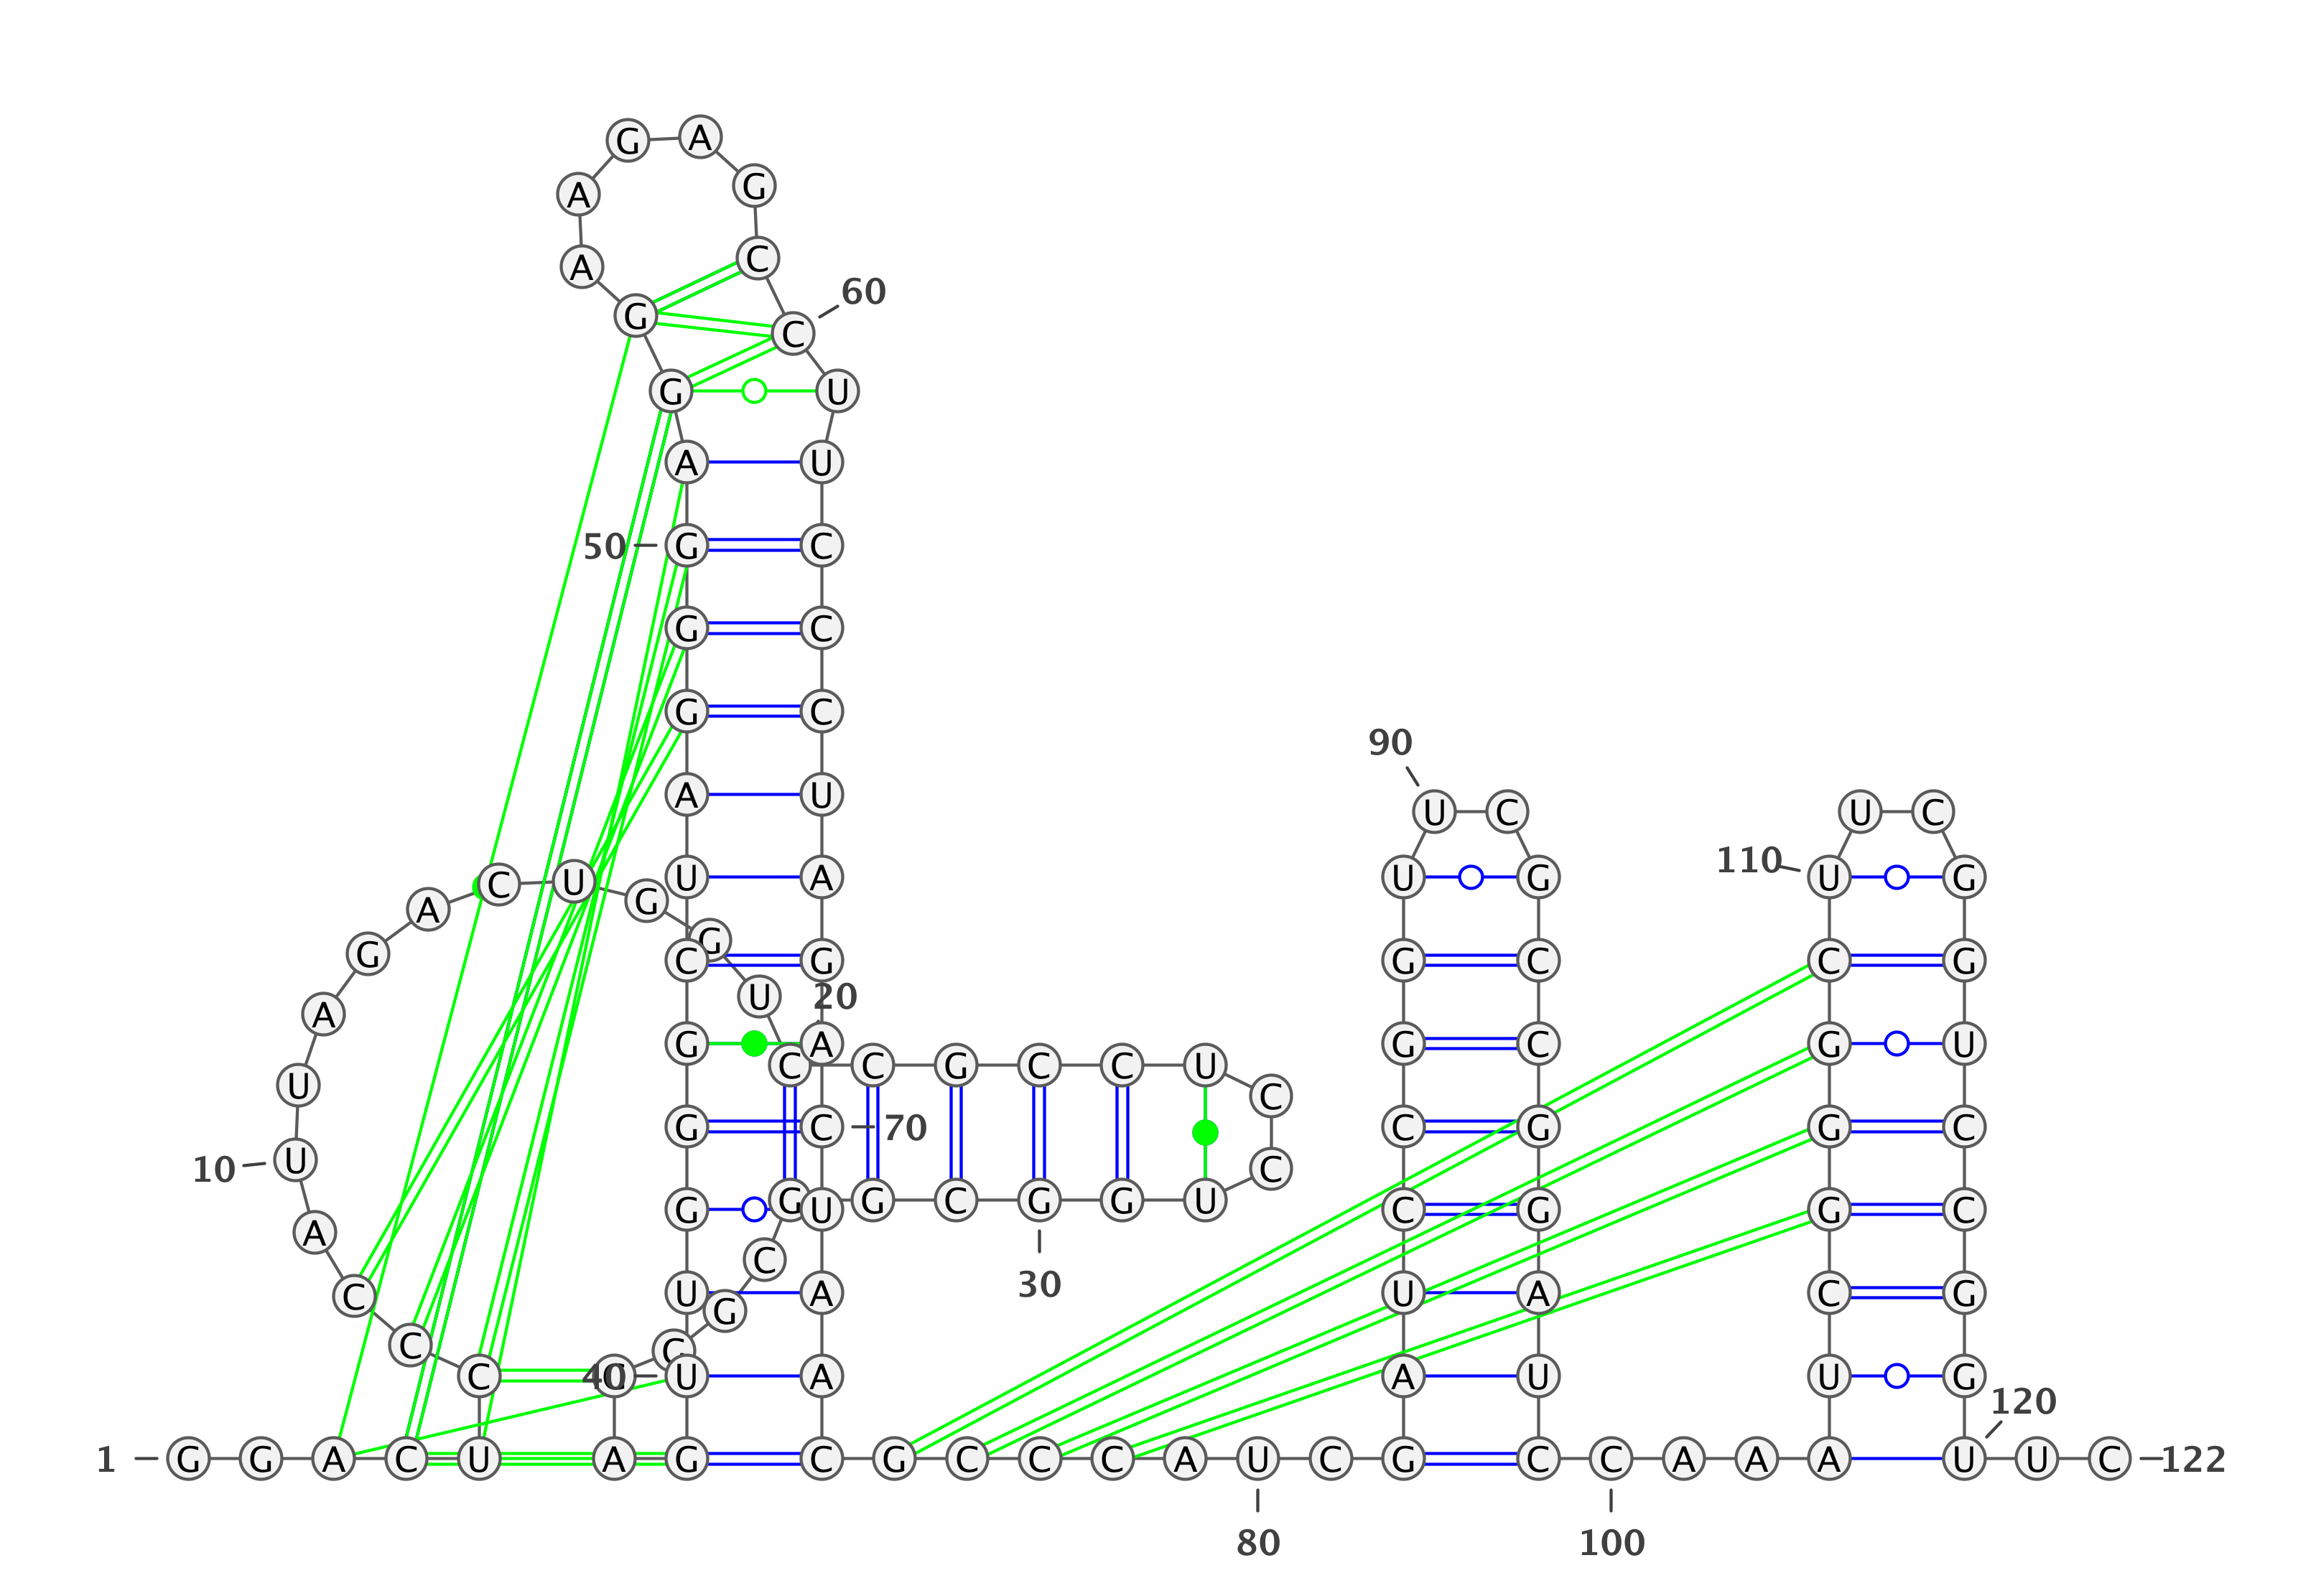 G A
A G
A C
60
G C
G U
A U
50 G C
G C
G C
90
A U
U C U C
110
C U U A U G U G
A G
G G
C G G C C G
U 20
A
G A G C G U
C C G C C U
U C
G C 70 C G G C
10 U C
G G C G G U
G U C G G C
A C
30
C U A U A C G
G
C
C C 40 U A A U U G
120
1 G G A C U A G C G C C C A U C G C C A A A U U C 122
80 100